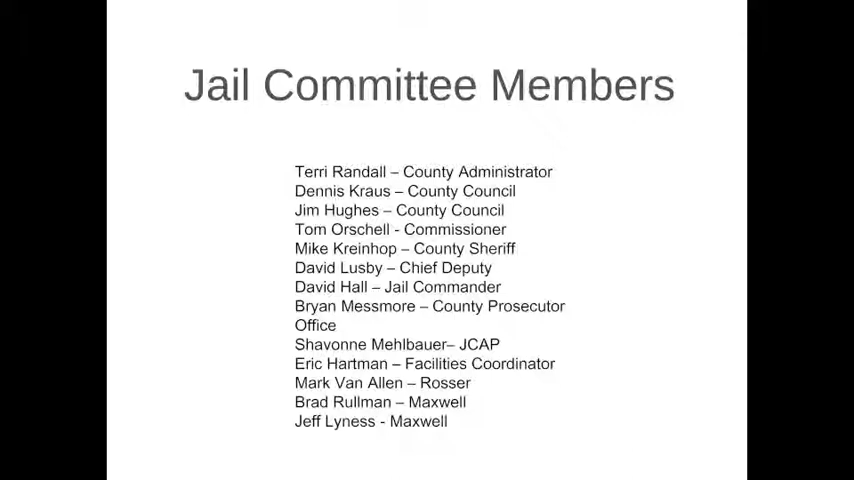 Jail Committee Members
Terri Randall – County Administrator
Dennis Kraus – County Council
Jim Hughes – County Council
Tom Orschell - Commissioner
Mike Kreinhop – County Sheriff
David Lusby – Chief Deputy
David Hall – Jail Commander
Bryan Messmore – County Prosecutor
Office
Shavonne Mehlbauer– JCAP
Eric Hartman – Facilities Coordinator
Mark Van Allen – Rosser
Brad Rullman – Maxwell
Jeff Lyness - Maxwell